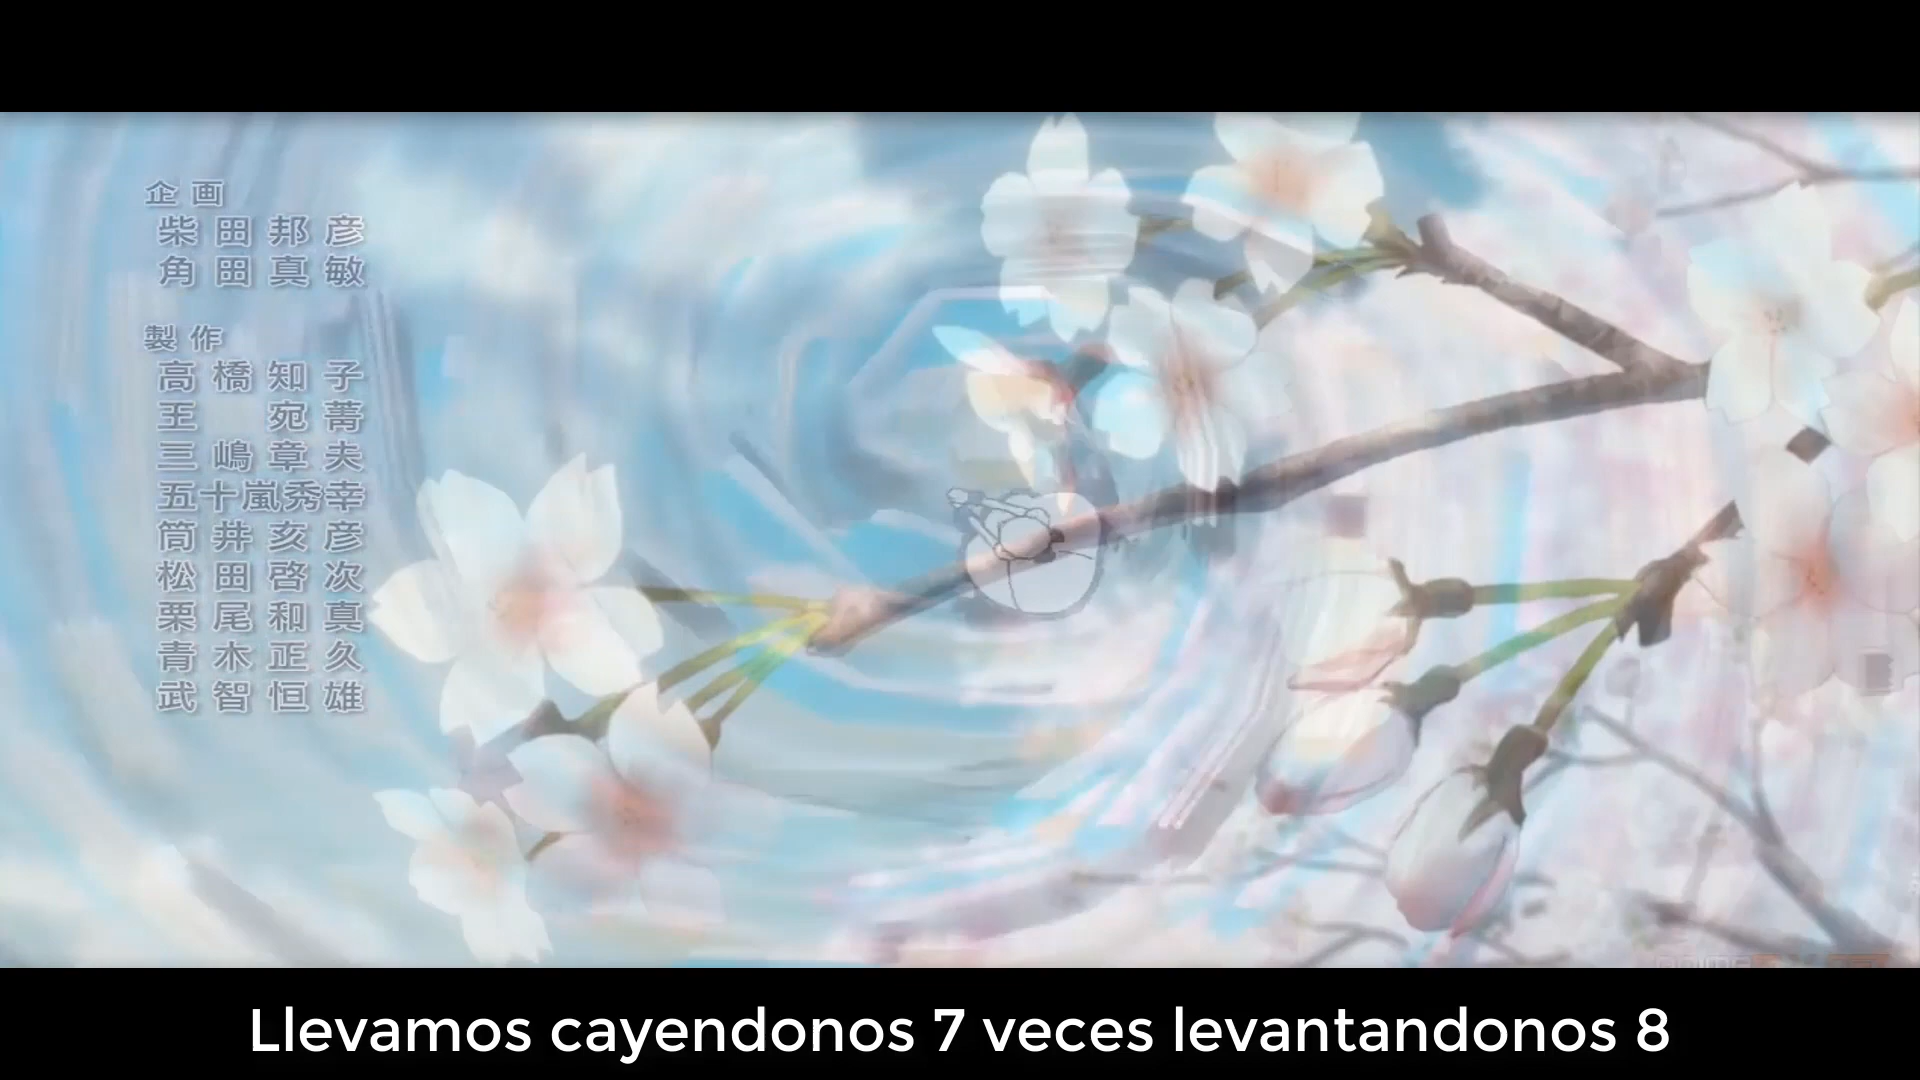 企画
柴田邦彦
角田真敏
製作
高橋知子
王 宛菁
三嶋章夫
五十嵐秀幸
筒井亥彦
松田啓次
栗尾和真
青木正久
武智恒雄
Llevamos cayendonos 7 veces levantandonos 8